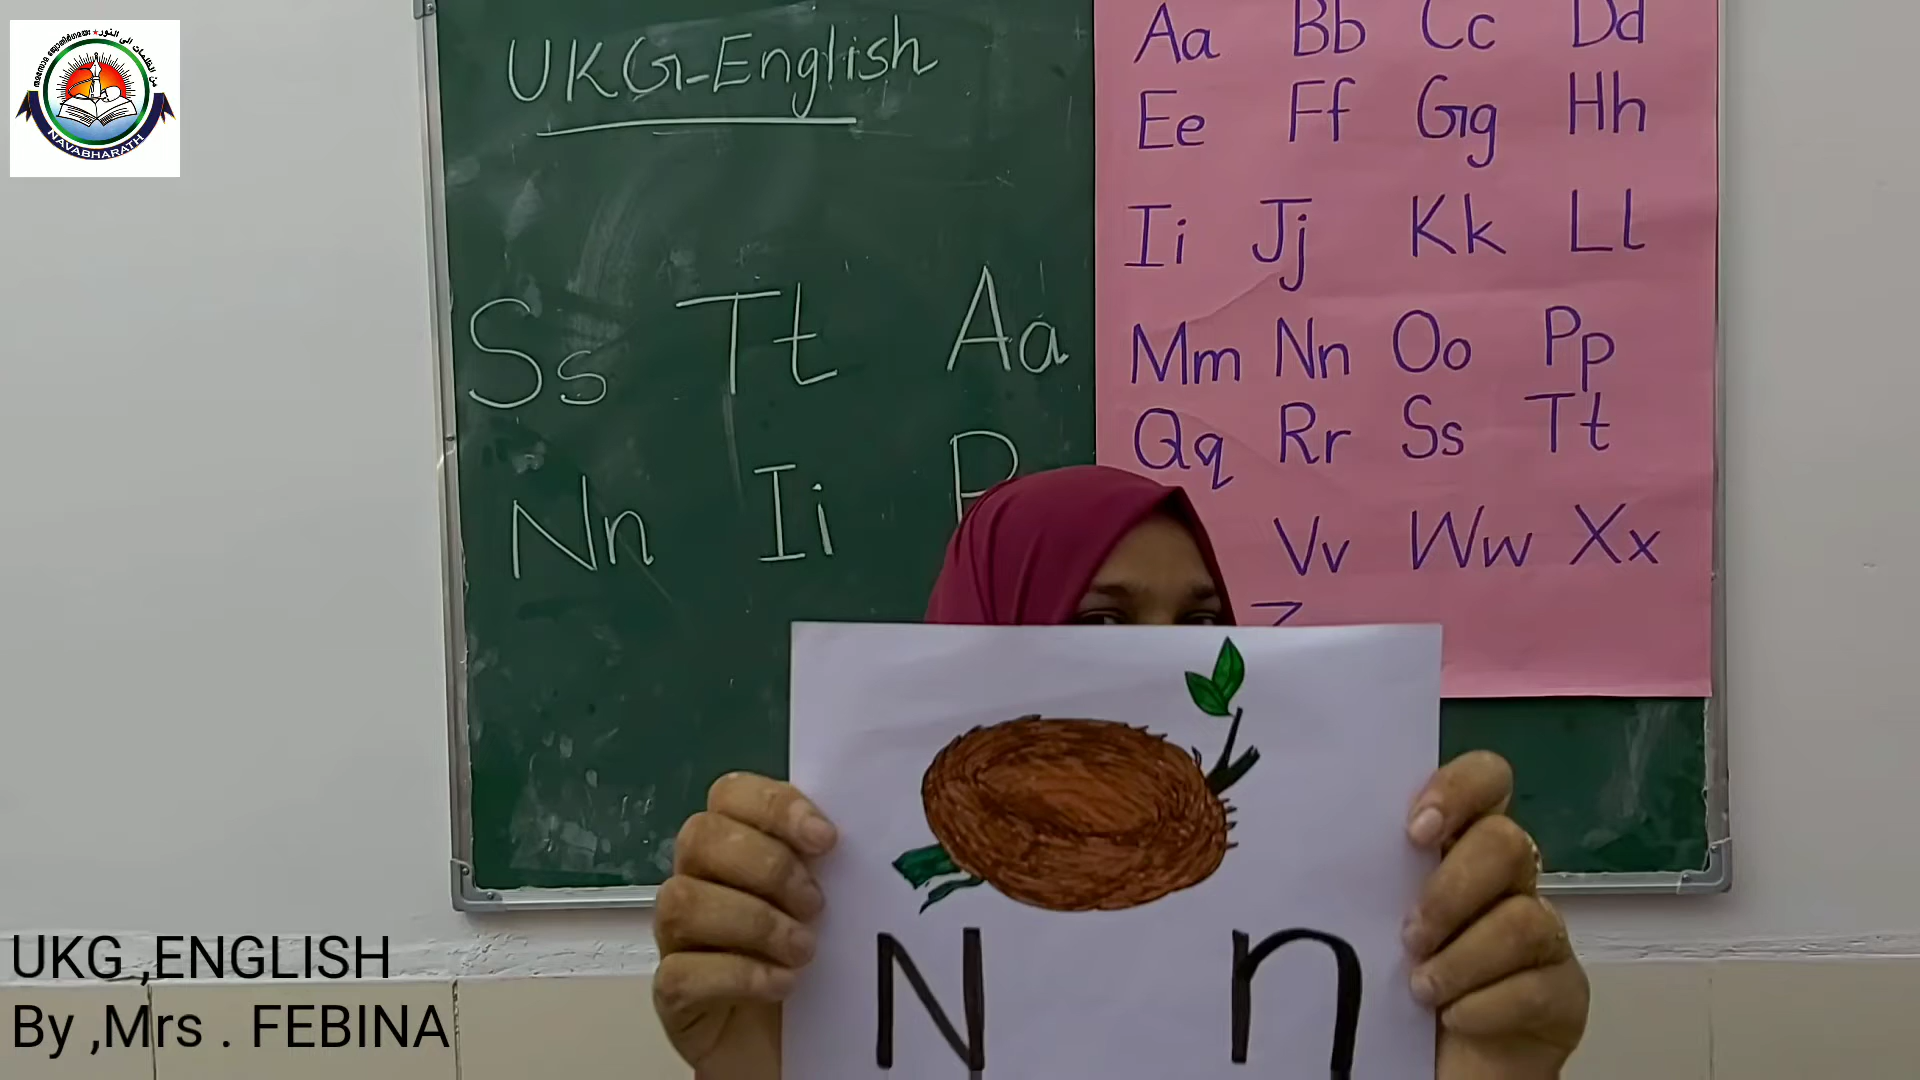 NAVABHARATH
UKG-English
Ss Tt Aa
Nn Ii P
Aa Bb Cc Dd
Ee Ff Gg Hh
Ii Jj Kk Ll
Mm Nn Oo Pp
Qq Rr Ss Tt
Vv Ww Xx
Z
N n
UKG ,ENGLISH
By ,Mrs . FEBINA